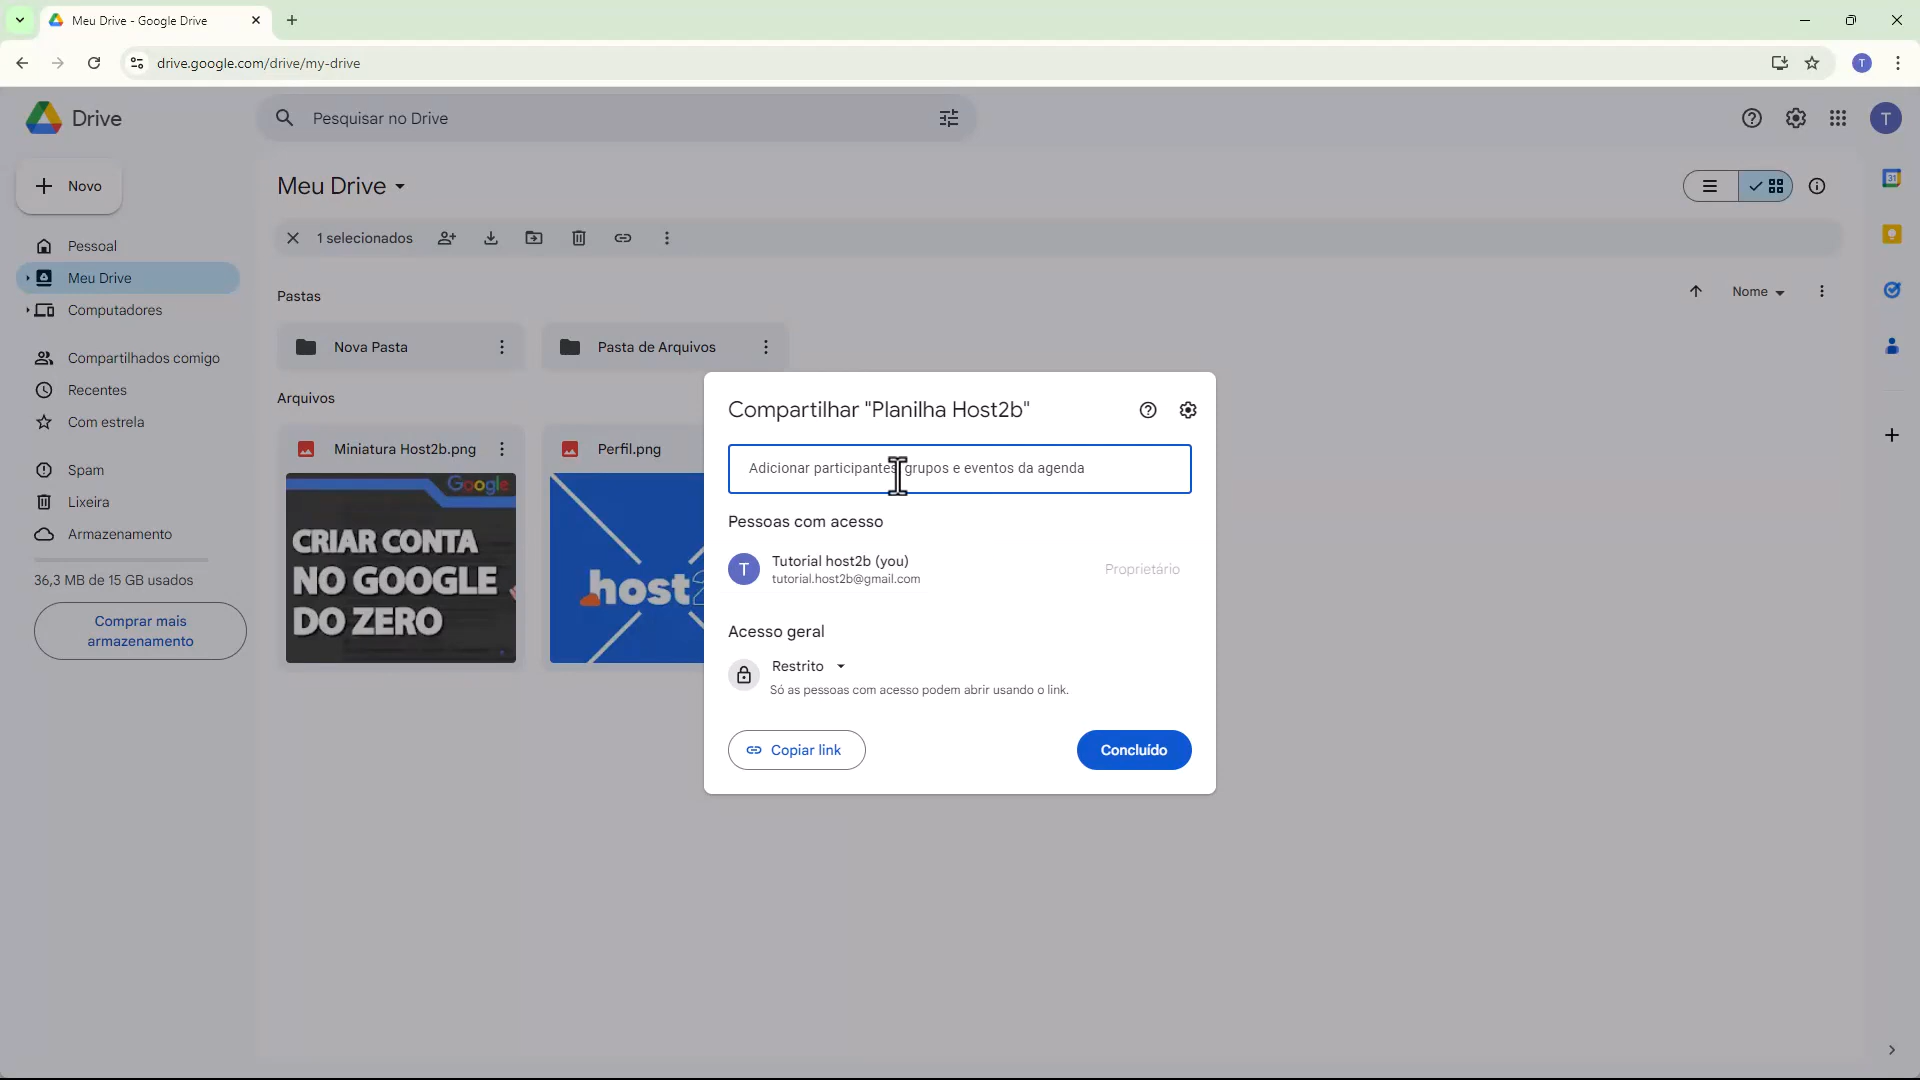 Meu Drive - Google Drive
drive.google.com/drive/my-drive
T
Drive
Pesquisar no Drive
T
Novo
Meu Drive
31
1 selecionados
Pessoal
Meu Drive
Computadores
Compartilhados comigo
Recentes
Com estrela
Spam
Lixeira
Armazenamento
36,3 MB de 15 GB usados
Comprar mais
armazenamento
Pastas
Nome
Nova Pasta
Pasta de Arquivos
Arquivos
Miniatura Host2b.png
Perfil.png
Google
CRIAR CONTA
NO GOOGLE
DO ZERO
host2
Compartilhar "Planilha Host2b"
Adicionar participantes, grupos e eventos da agenda
Pessoas com acesso
T
Tutorial host2b (you)
tutorial.host2b@gmail.com
Proprietário
Acesso geral
Restrito
Só as pessoas com acesso podem abrir usando o link.
Copiar link
Concluído